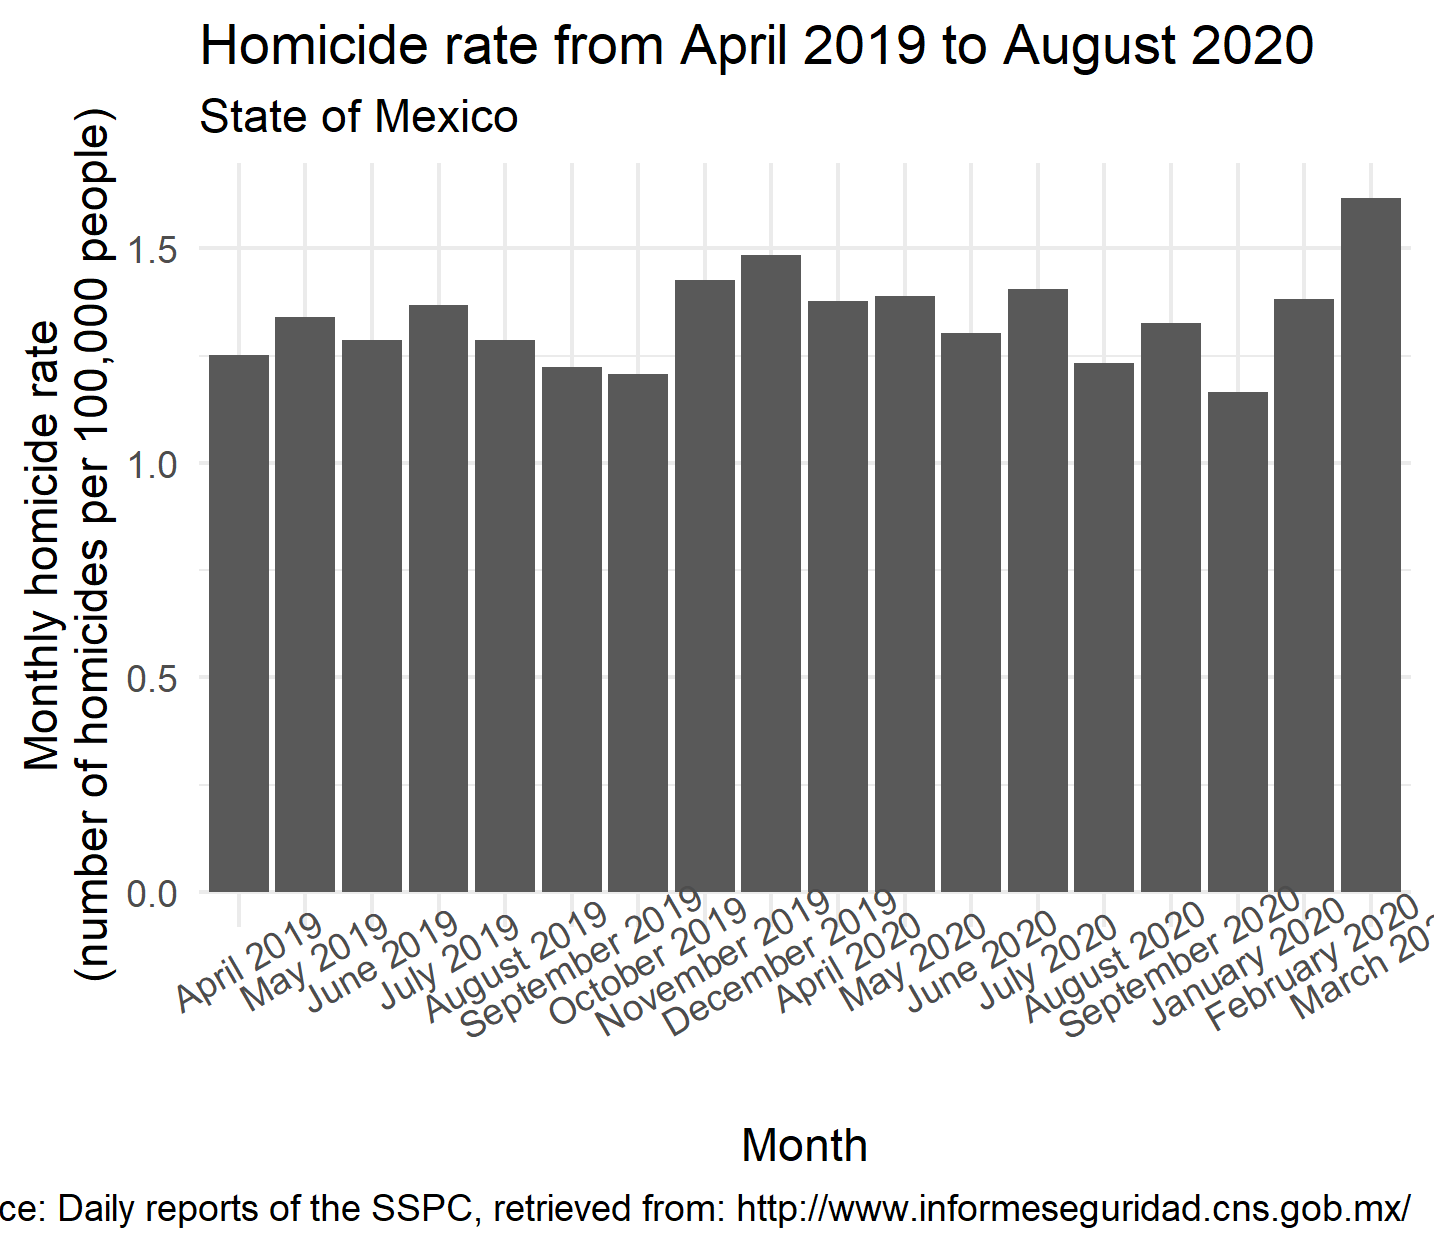 Homicide rate from April 2019 to August 2020
State of Mexico
Monthly homicide rate
(number of homicides per 100,000 people)
1.5
1.0
0.5
0.0
April 2019
May 2019
June 2019
July 2019
August 2019
September 2019
October 2019
November 2019
December 2019
April 2020
May 2020
June 2020
July 2020
August 2020
September 2020
January 2020
February 2020
March 202
Month
ce: Daily reports of the SSPC, retrieved from: http://www.informeseguridad.cns.gob.mx/